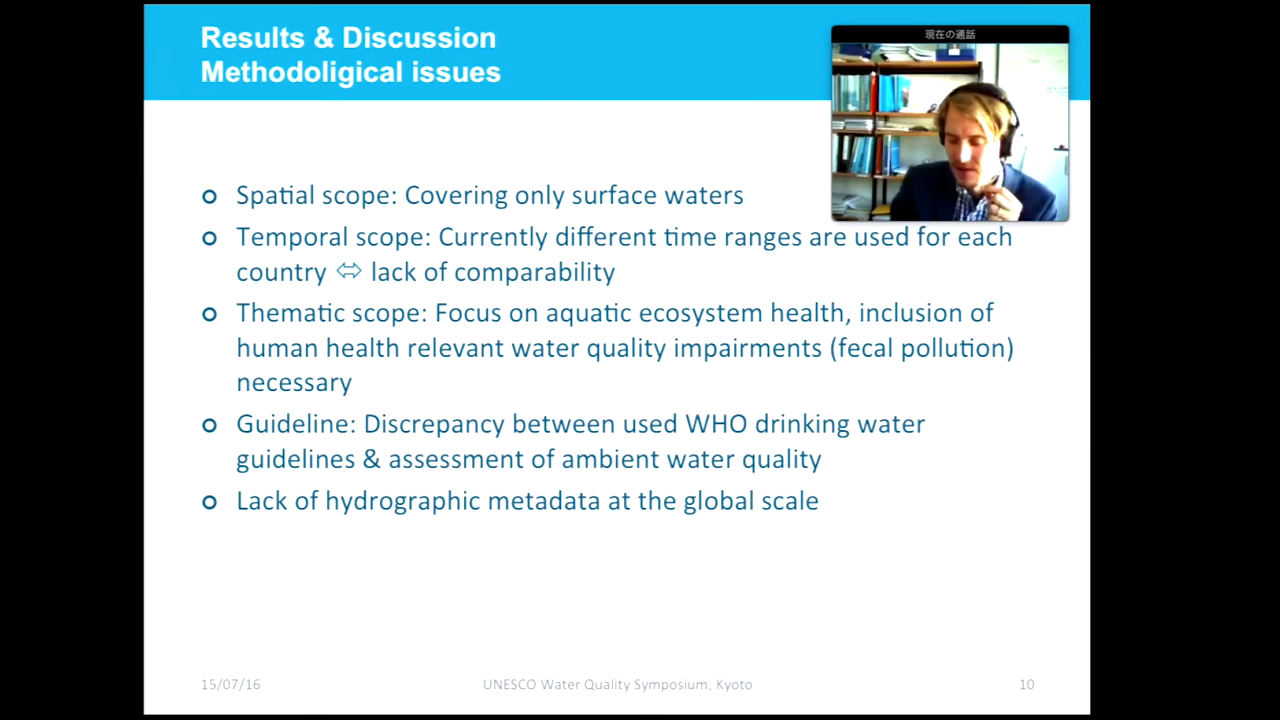 Results & Discussion
Methodoligical issues
現在の通話
Spatial scope: Covering only surface waters
Temporal scope: Currently different time ranges are used for each
country ⬄ lack of comparability
Thematic scope: Focus on aquatic ecosystem health, inclusion of
human health relevant water quality impairments (fecal pollution)
necessary
Guideline: Discrepancy between used WHO drinking water
guidelines & assessment of ambient water quality
Lack of hydrographic metadata at the global scale
15/07/16
UNESCO Water Quality Symposium, Kyoto
10